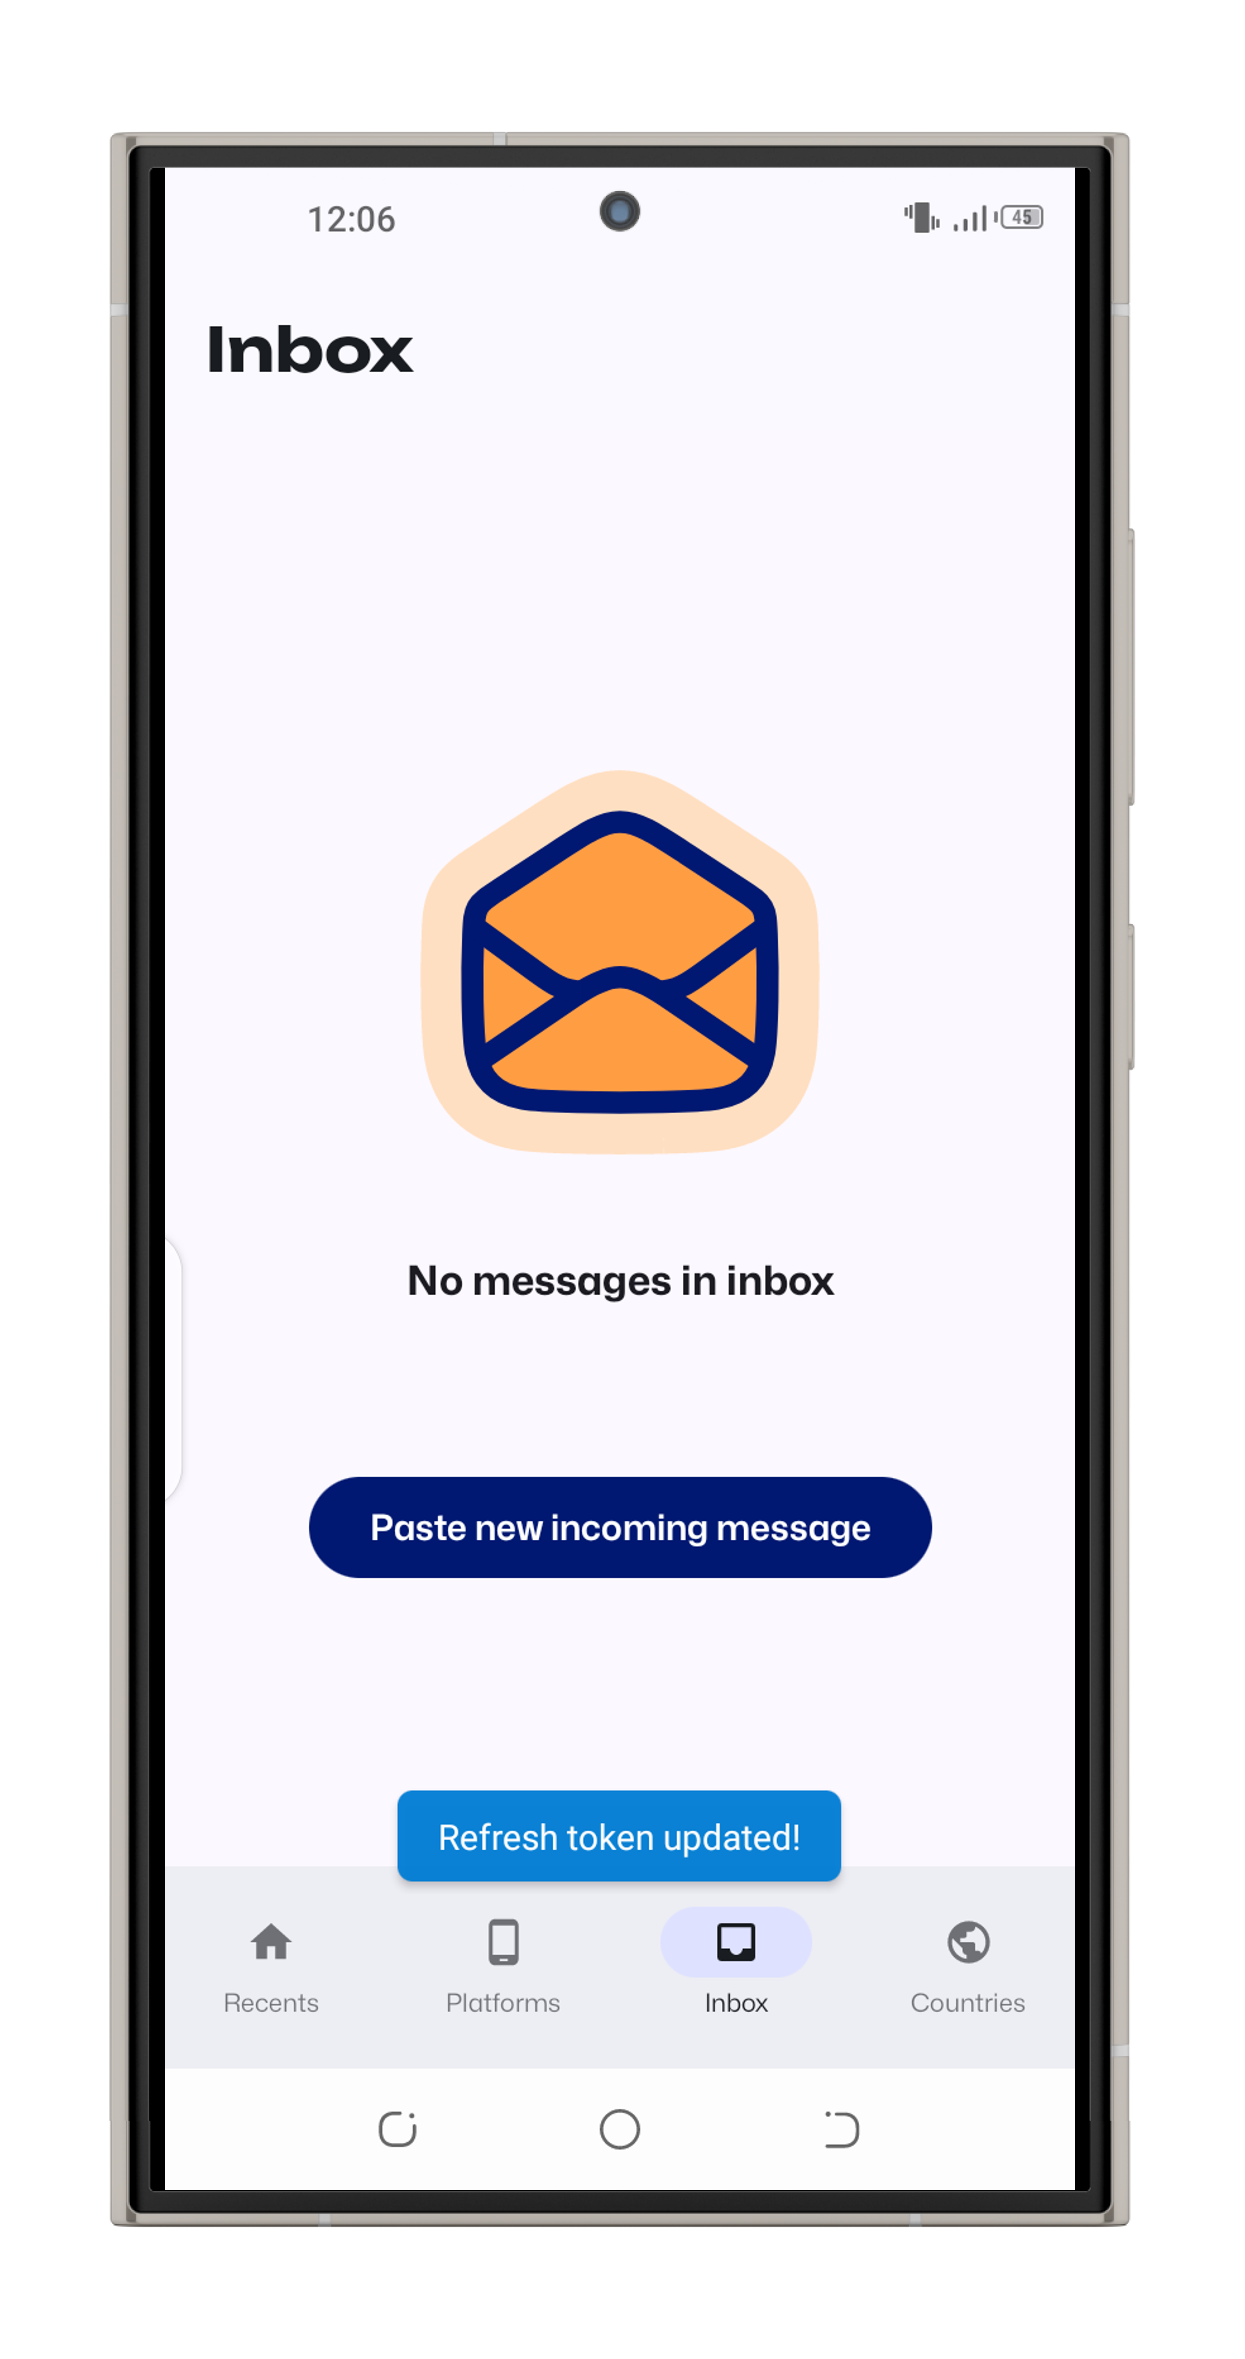 12:06
45
Inbox
No messages in inbox
Paste new incoming message
Refresh token updated!
Recents
Platforms
Inbox
Countries